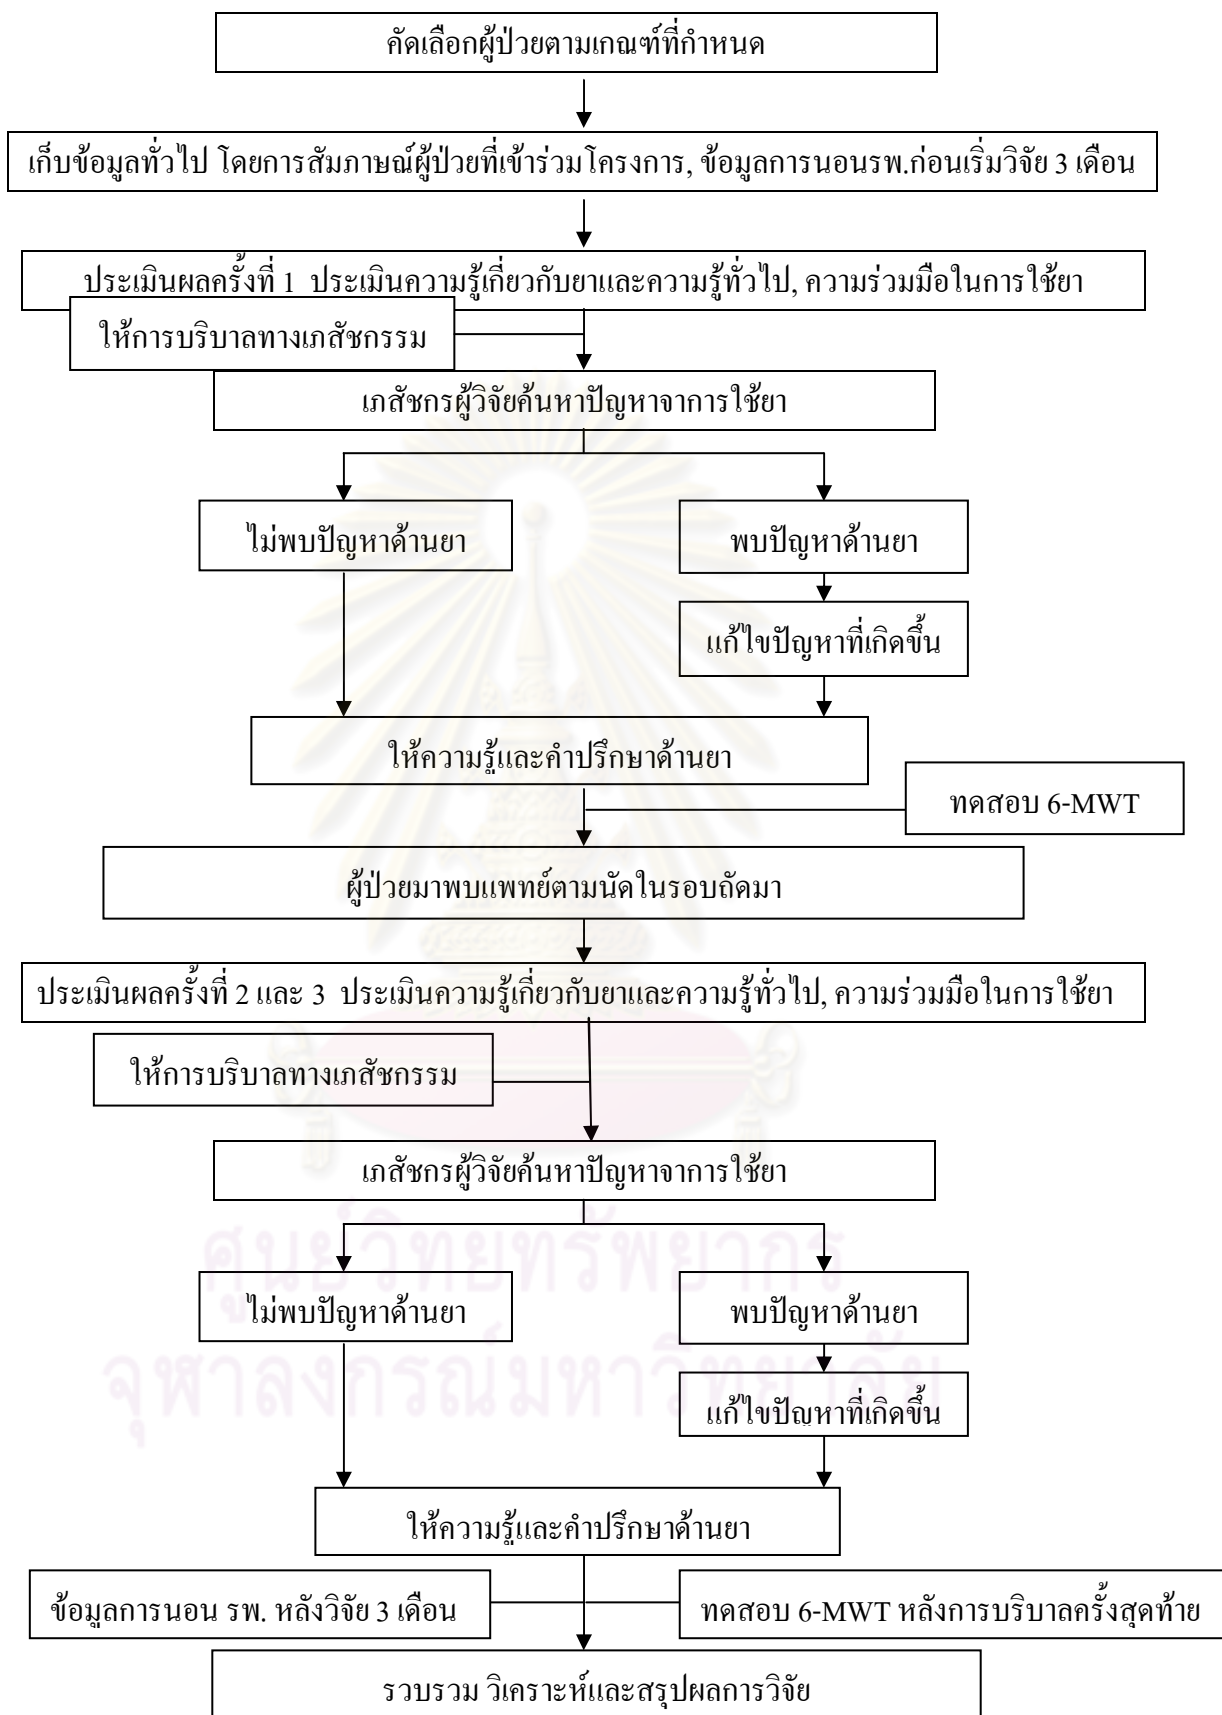 คัดเลือกผู้ป่วยตามเกณฑ์ที่กำหนด
เก็บข้อมูลทั่วไป โดยการสัมภาษณ์ผู้ป่วยที่เข้าร่วมโครงการ, ข้อมูลการนอนรพ.ก่อนเริ่มวิจัย 3 เดือน
ประเมินผลครั้งที่ 1 ประเมินความรู้เกี่ยวกับยาและความรู้ทั่วไป, ความร่วมมือในการใช้ยา
ให้การบริบาลทางเภสัชกรรม
เภสัชกรผู้วิจัยค้นหาปัญหาจาการใช้ยา
ไม่พบปัญหาด้านยา
พบปัญหาด้านยา
แก้ไขปัญหาที่เกิดขึ้น
ให้ความรู้และคำปรึกษาด้านยา
ทดสอบ 6-MWT
ผู้ป่วยมาพบแพทย์ตามนัดในรอบถัดมา
ประเมินผลครั้งที่ 2 และ 3 ประเมินความรู้เกี่ยวกับยาและความรู้ทั่วไป, ความร่วมมือในการใช้ยา
ให้การบริบาลทางเภสัชกรรม
เภสัชกรผู้วิจัยค้นหาปัญหาจาการใช้ยา
ศูนย์วิทยทรัพยากร
ไม่พบปัญหาด้านยา
พบปัญหาด้านยา
จุฬาลงกรณ์มหาวิทยาลัย
แก้ไขปัญหาที่เกิดขึ้น
ให้ความรู้และคำปรึกษาด้านยา
ข้อมูลการนอน รพ. หลังวิจัย 3 เดือน
ทดสอบ 6-MWT หลังการบริบาลครั้งสุดท้าย
รวบรวม วิเคราะห์และสรุปผลการวิจัย